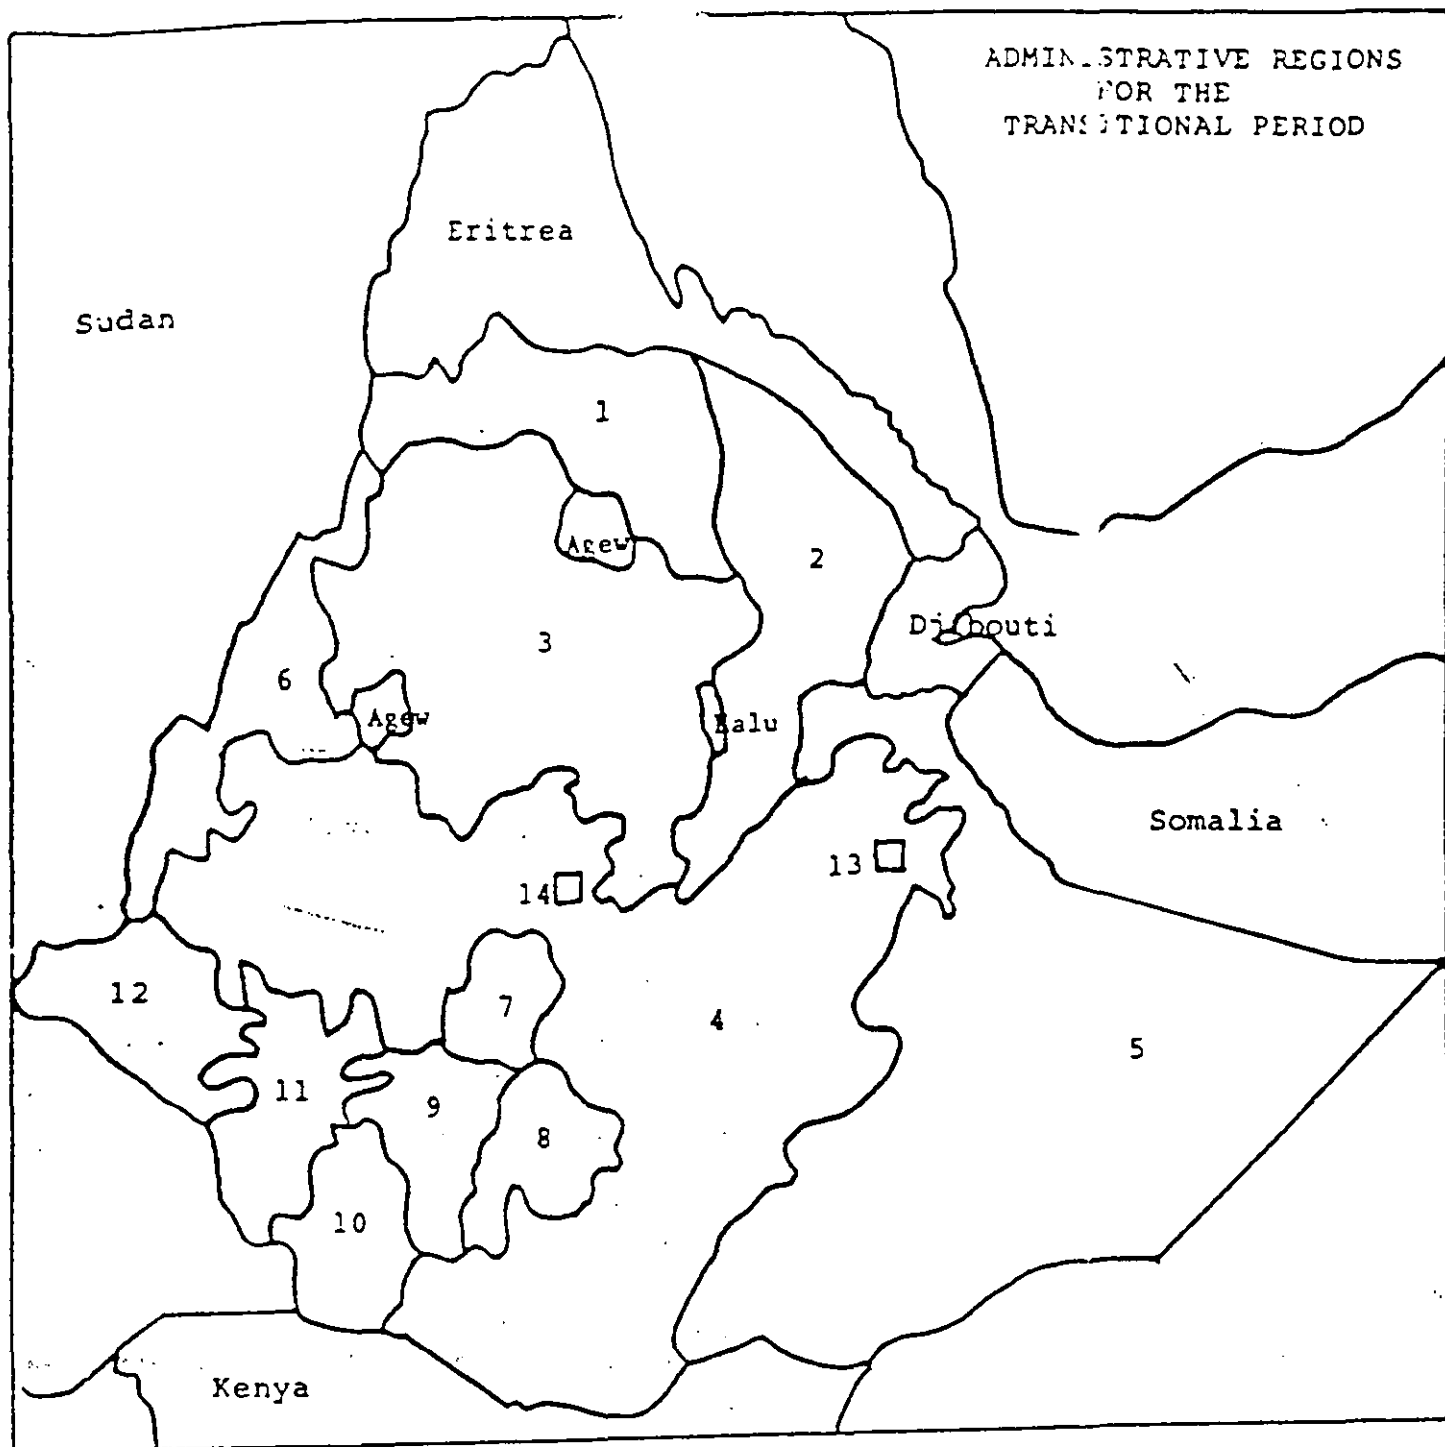 ADMINISTRATIVE REGIONS
FOR THE
TRANSITIONAL PERIOD
Eritrea
Sudan
1
Agew
2
Djibouti
3
6
Agew
Kalu
Somalia
13
14
12
7
4
5
11
9
8
10
Kenya